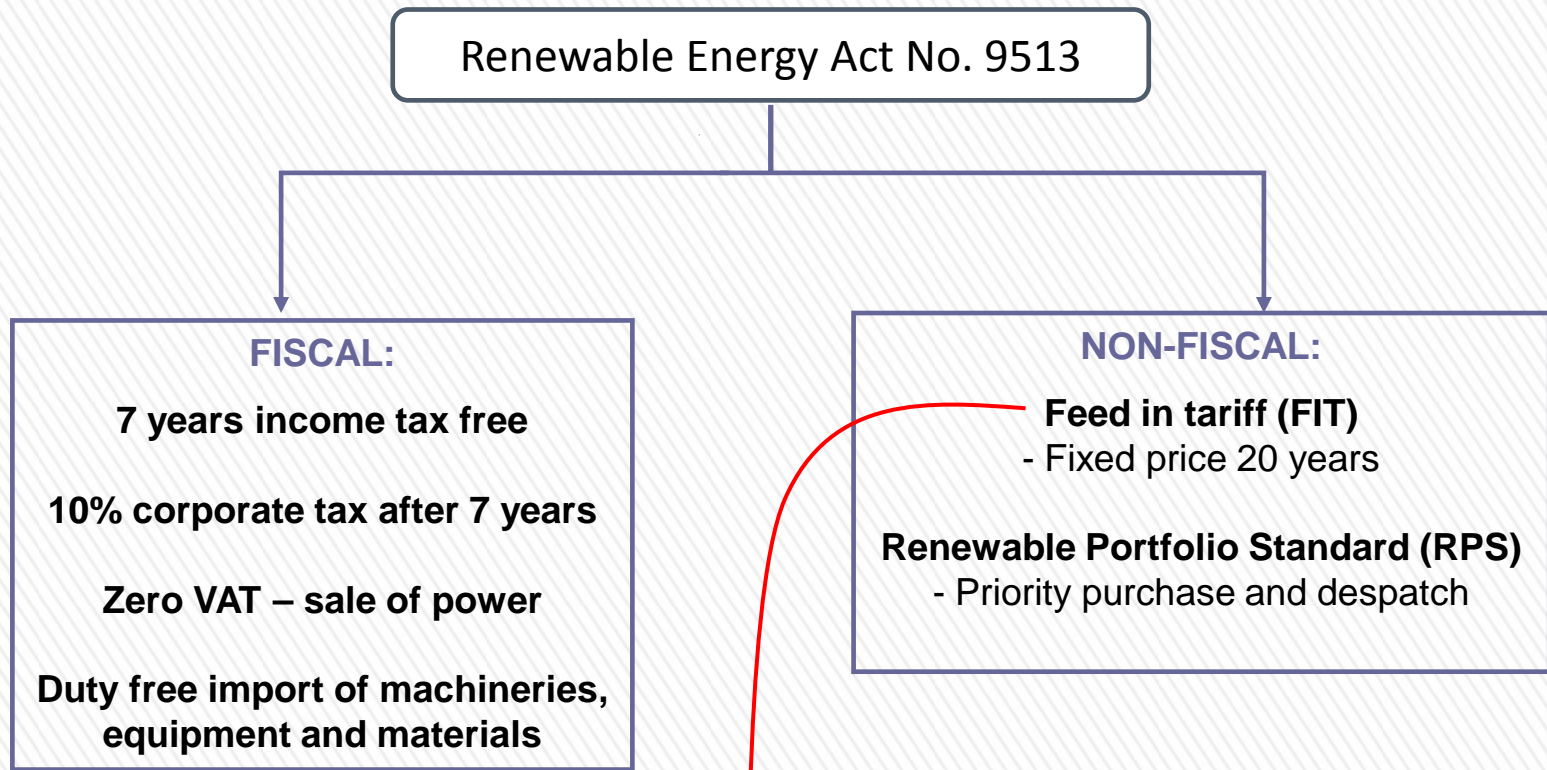 Renewable Energy Act No. 9513
FISCAL:
7 years income tax free
10% corporate tax after 7 years
Zero VAT – sale of power
Duty free import of machineries,
equipment and materials
NON-FISCAL:
Feed in tariff (FIT)
- Fixed price 20 years
Renewable Portfolio Standard (RPS)
- Priority purchase and despatch